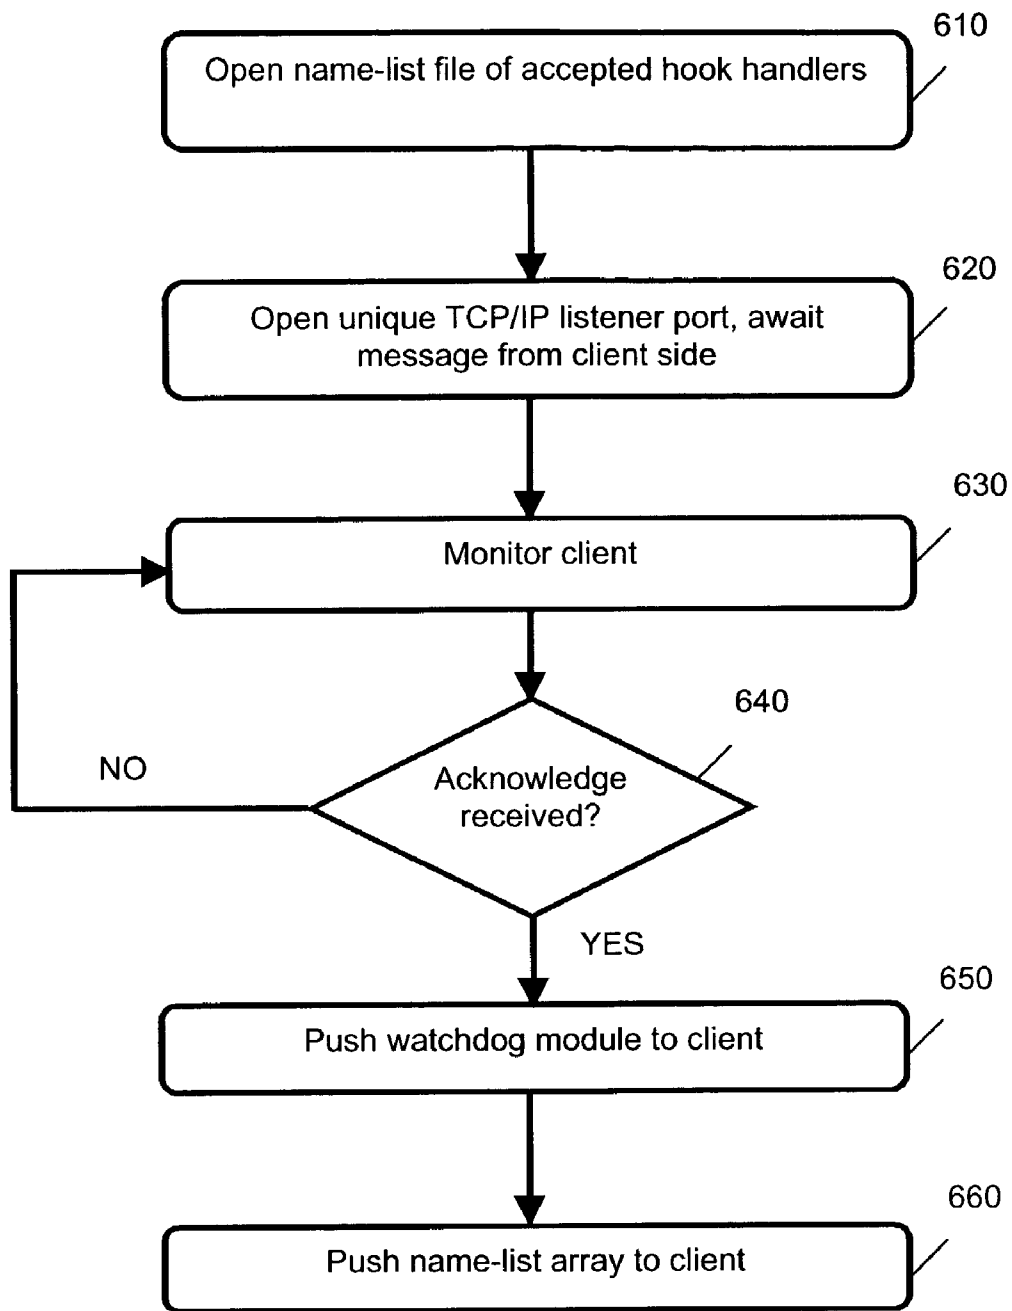 610
Open name-list file of accepted hook handlers
620
Open unique TCP/IP listener port, await
message from client side
630
Monitor client
640
Acknowledge
received?
NO
YES
650
Push watchdog module to client
660
Push name-list array to client